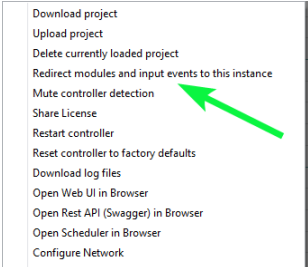 Download project
Upload project
Delete currently loaded project
Redirect modules and input events to this instance
Mute controller detection
Share License
Restart controller
Reset controller to factory defaults
Download log files
Open Web UI in Browser
Open Rest API (Swagger) in Browser
Open Scheduler in Browser
Configure Network